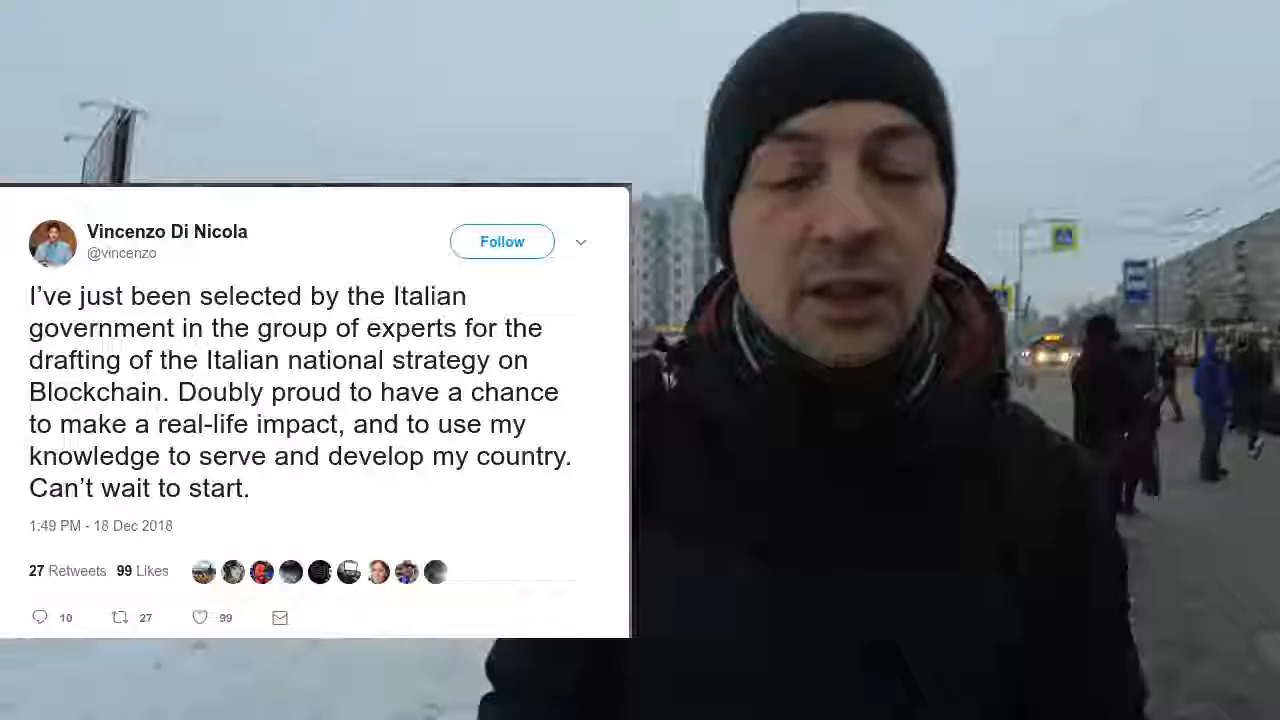 Vincenzo Di Nicola
@vincenzo
Follow
I’ve just been selected by the Italian
government in the group of experts for the
drafting of the Italian national strategy on
Blockchain. Doubly proud to have a chance
to make a real-life impact, and to use my
knowledge to serve and develop my country.
Can’t wait to start.
1:49 PM - 18 Dec 2018
27 Retweets 99 Likes
10 27 99